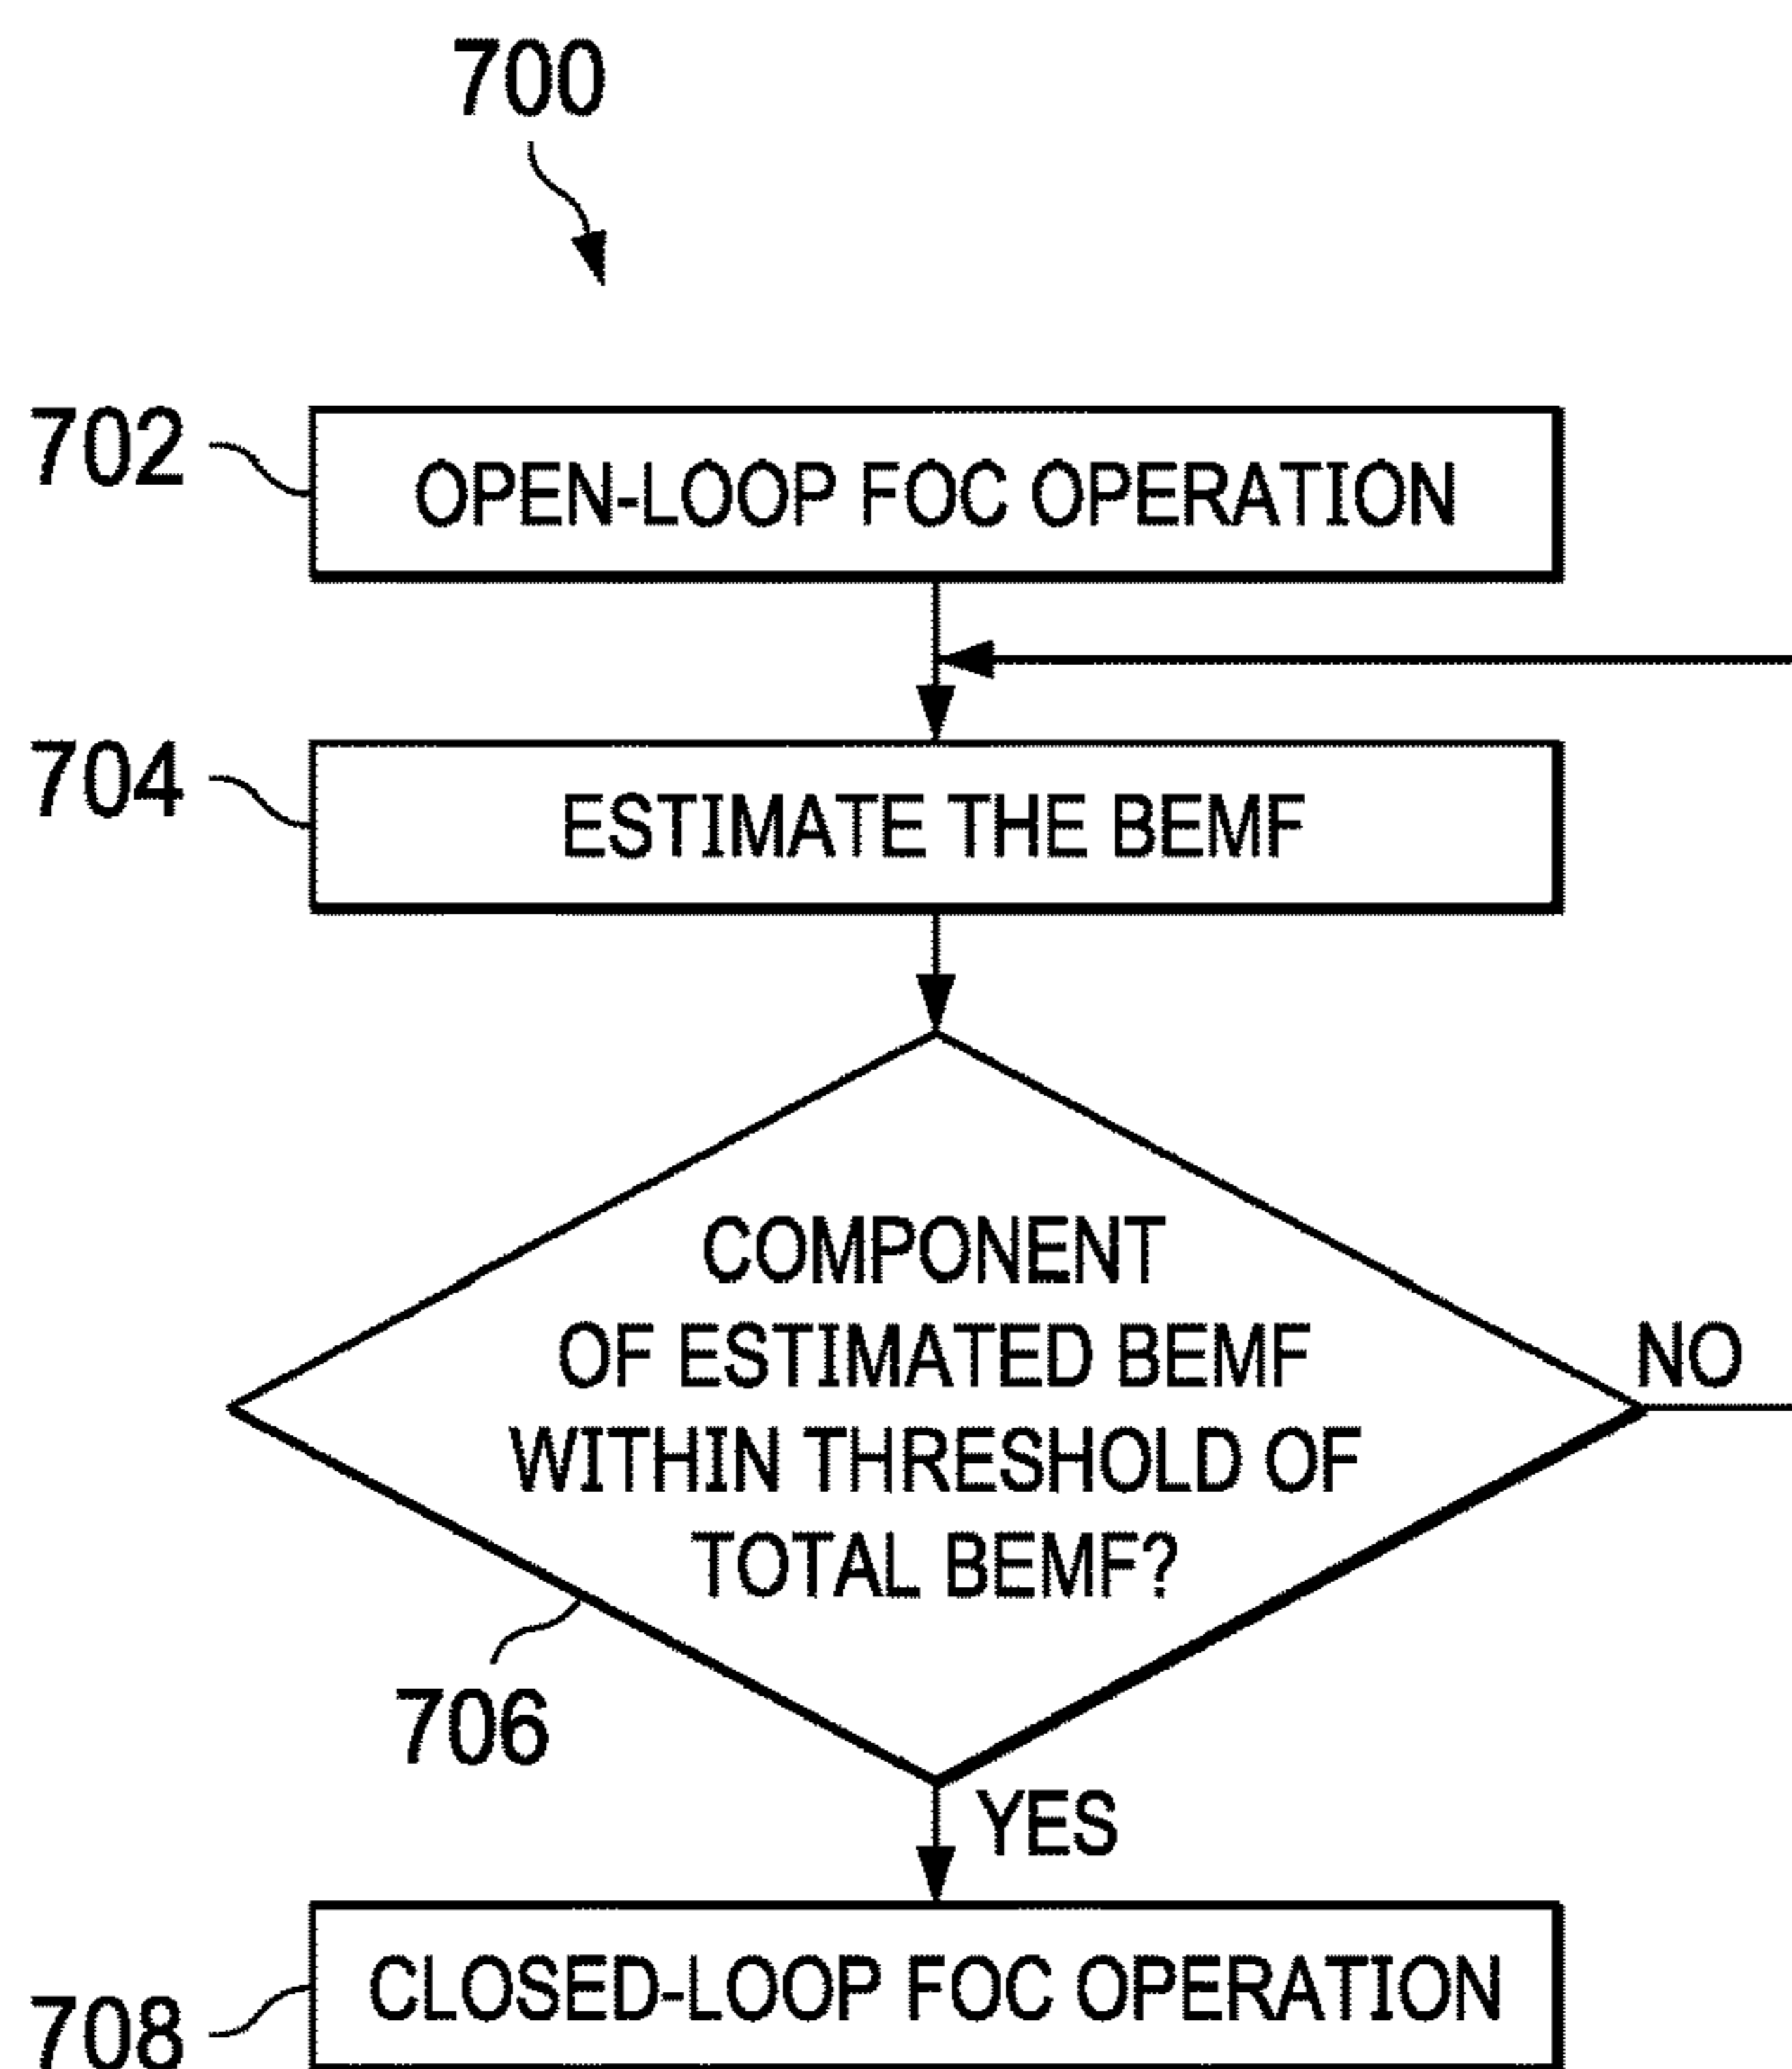 700
702
OPEN-LOOP FOC OPERATION
704
ESTIMATE THE BEMF
COMPONENT
OF ESTIMATED BEMF
WITHIN THRESHOLD OF
TOTAL BEMF?
NO
706
YES
CLOSED-LOOP FOC OPERATION
708